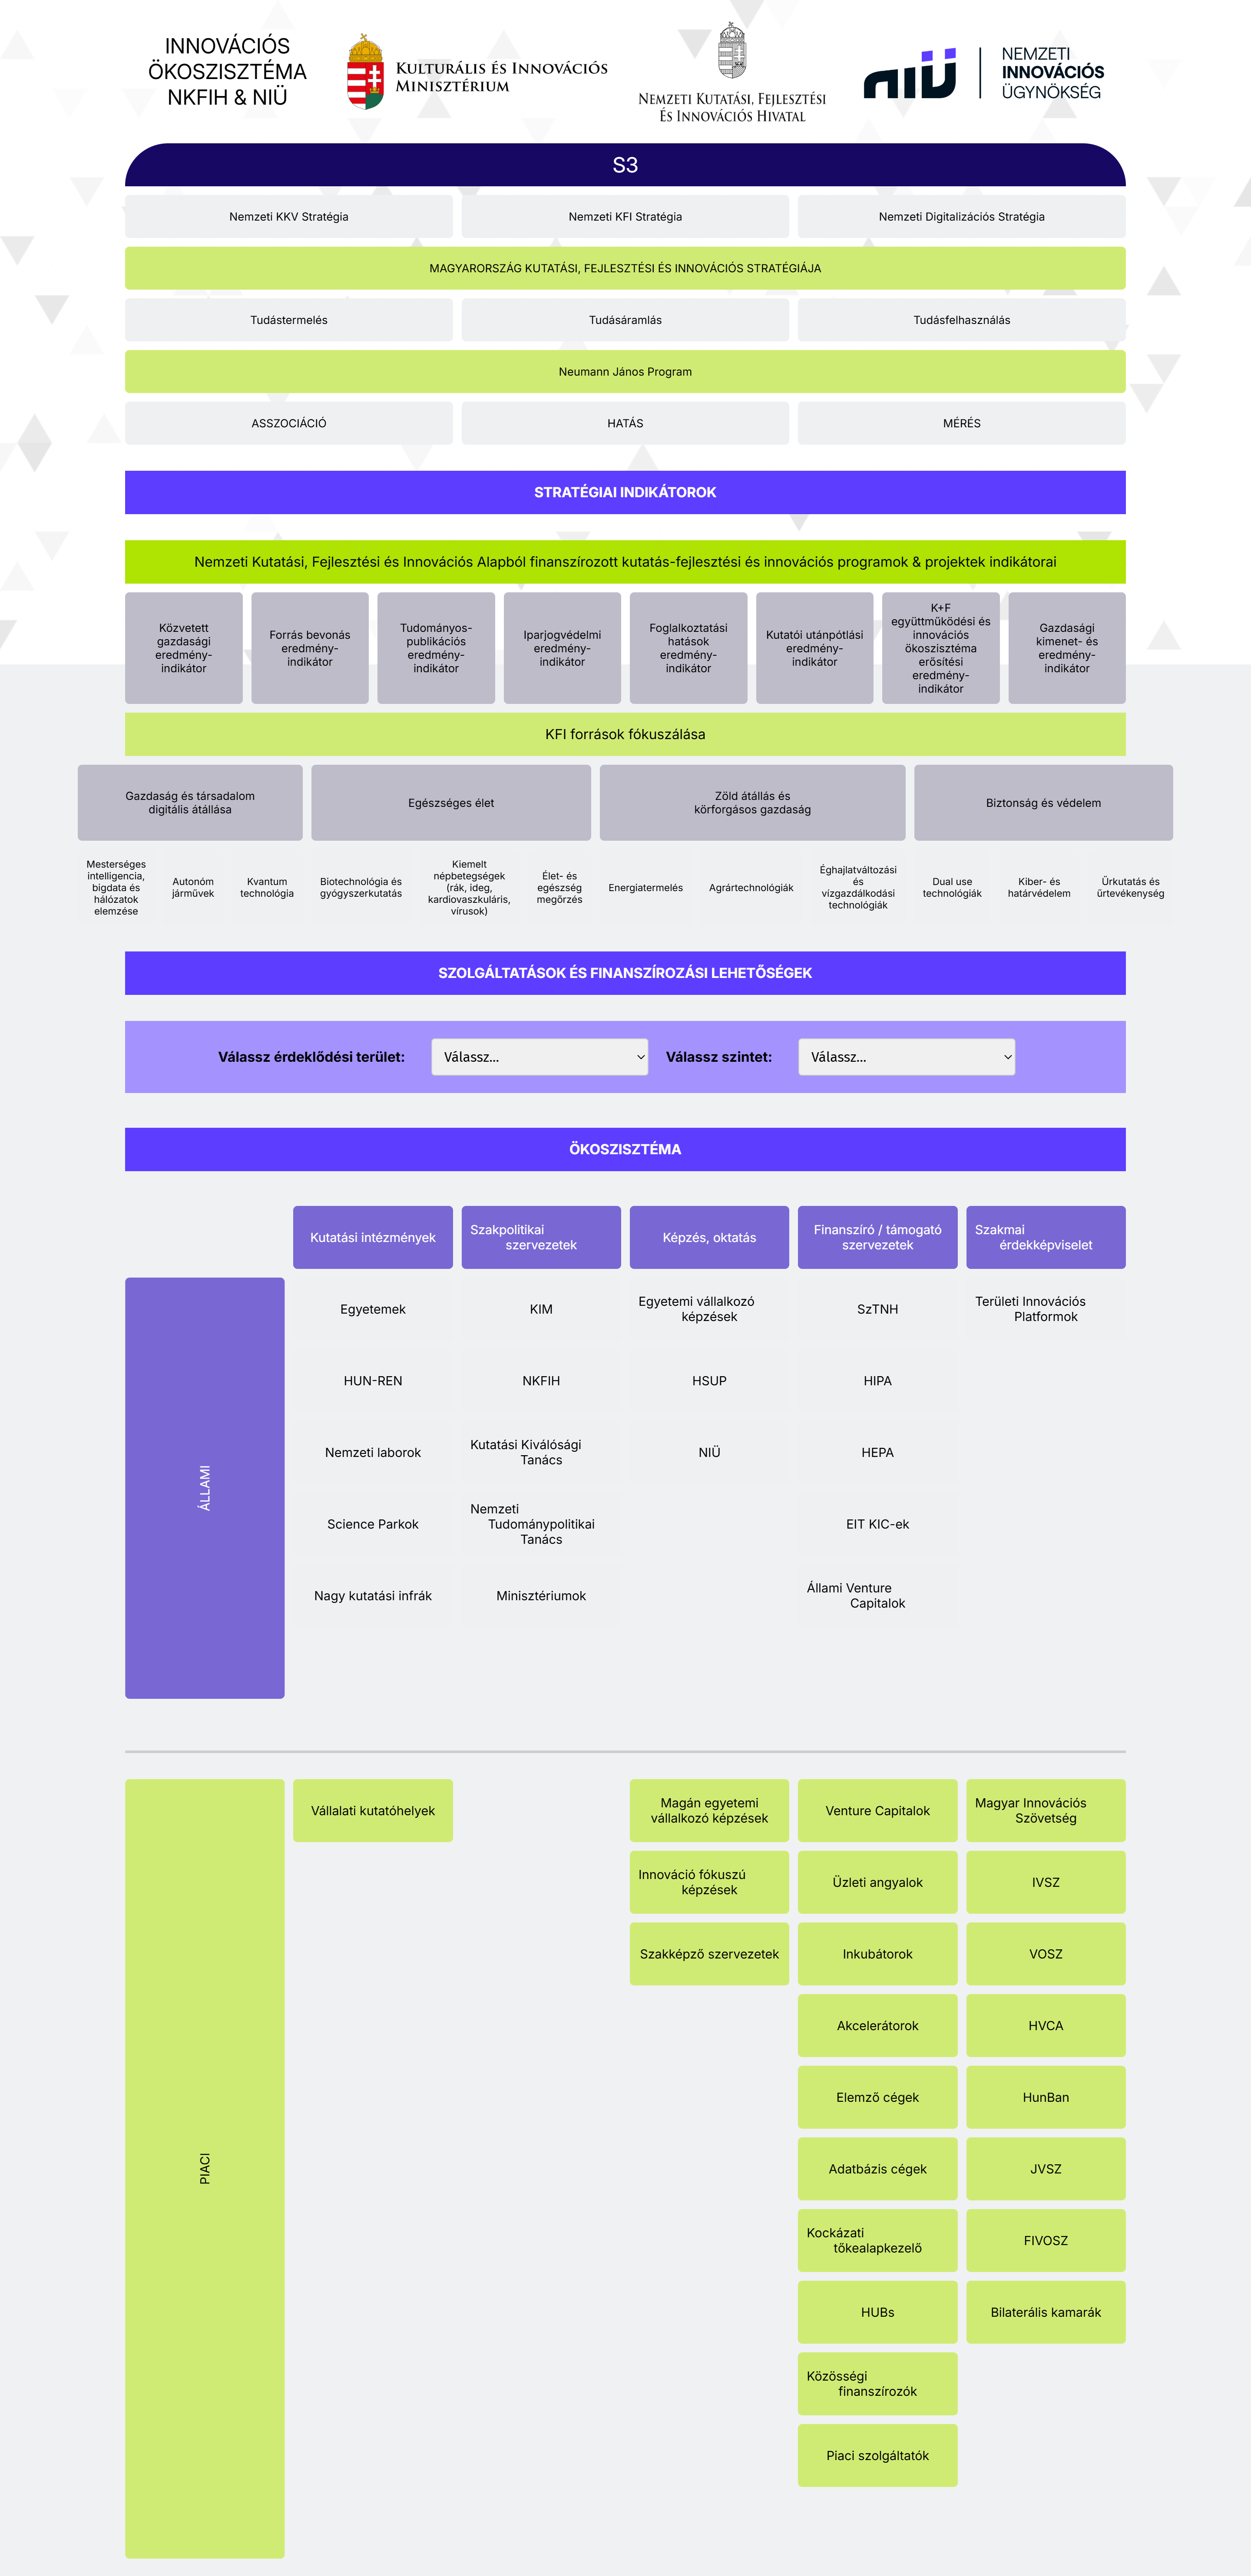 INNOVÁCIÓS
ÖKOSZISZTÉMA
NKFIH & NIÜ
KULTURÁLIS ÉS INNOVÁCIÓS
MINISZTÉRIUM
NEMZETI KUTATÁSI, FEJLESZTÉSI
ÉS INNOVÁCIÓS HIVATAL
NIÜ
NEMZETI
INNOVÁCIÓS
ÜGYNÖKSÉG
S3
Nemzeti KKV Stratégia
Nemzeti KFI Stratégia
Nemzeti Digitalizációs Stratégia
MAGYARORSZÁG KUTATÁSI, FEJLESZTÉSI ÉS INNOVÁCIÓS STRATÉGIÁJA
Tudástermelés
Tudásáramlás
Tudásfelhasználás
Neumann János Program
ASSZOCIÁCIÓ
HATÁS
MÉRÉS
STRATÉGIAI INDIKÁTOROK
Nemzeti Kutatási, Fejlesztési és Innovációs Alapból finanszírozott kutatás-fejlesztési és innovációs programok & projektek indikátorai
Közvetett
gazdasági
eredmény-
indikátor
Forrás bevonás
eredmény-
indikátor
Tudományos-
publikációs
eredmény-
indikátor
Iparjogvédelmi
eredmény-
indikátor
Foglalkoztatási
hatások
eredmény-
indikátor
Kutatói utánpótlási
eredmény-
indikátor
K+F
együttműködési és
innovációs
ökoszisztéma
erősítési
eredmény-
indikátor
Gazdasági
kimenet- és
eredmény-
indikátor
KFI források fókuszálása
Gazdaság és társadalom
digitális átállása
Egészséges élet
Zöld átállás és
körforgásos gazdaság
Biztonság és védelem
Mesterséges
intelligencia,
bigdata és
hálózatok
elemzése
Autonóm
járművek
Kvantum
technológia
Biotechnológia és
gyógyszerkutatás
Kiemelt
népbetegségek
(rák, ideg,
kardiovaszkuláris,
vírusok)
Élet- és
egészség
megőrzés
Energiatermelés
Agrártechnológiák
Éghajlatváltozási
és
vízgazdálkodási
technológiák
Dual use
technológiák
Kiber- és
határvédelem
Űrkutatás és
űrtevékenység
SZOLGÁLTATÁSOK ÉS FINANSZÍROZÁSI LEHETŐSÉGEK
Válassz érdeklődési terület:
Válassz...
Válassz szintet:
Válassz...
ÖKOSZISZTÉMA
Kutatási intézmények
Szakpolitikai
szervezetek
Képzés, oktatás
Finanszíró / támogató
szervezetek
Szakmai
érdekképviselet
ÁLLAMI
Egyetemek
KIM
Egyetemi vállalkozó
képzések
SzTNH
Területi Innovációs
Platformok
HUN-REN
NKFIH
HSUP
HIPA
Nemzeti laborok
Kutatási Kiválósági
Tanács
NIÜ
HEPA
Science Parkok
Nemzeti
Tudománypolitikai
Tanács
EIT KIC-ek
Nagy kutatási infrák
Minisztériumok
Állami Venture
Capitalok
PIACI
Vállalati kutatóhelyek
Magán egyetemi
vállalkozó képzések
Venture Capitalok
Magyar Innovációs
Szövetség
Innováció fókuszú
képzések
Üzleti angyalok
IVSZ
Szakképző szervezetek
Inkubátorok
VOSZ
Akcelerátorok
HVCA
Elemző cégek
HunBan
Adatbázis cégek
JVSZ
Kockázati
tőkealapkezelő
FIVOSZ
HUBs
Bilaterális kamarák
Közösségi
finanszírozók
Piaci szolgáltatók